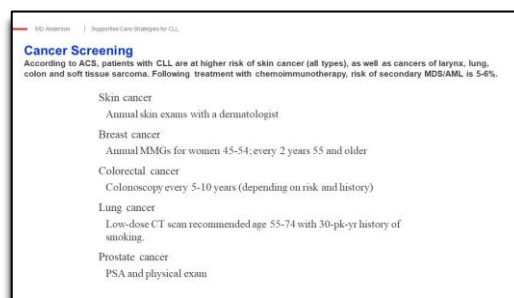 MD Anderson | Supportive Care Strategies for CLL
Cancer Screening
According to ACS, patients with CLL are at higher risk of skin cancer (all types), as well as cancers of larynx, lung,
colon and soft tissue sarcoma. Following treatment with chemoimmunotherapy, risk of secondary MDS/AML is 5-6%.
Skin cancer
Annual skin exams with a dermatologist
Breast cancer
Annual MMGs for women 45-54; every 2 years 55 and older
Colorectal cancer
Colonoscopy every 5-10 years (depending on risk and history)
Lung cancer
Low-dose CT scan recommended age 55-74 with 30-pk-yr history of
smoking.
Prostate cancer
PSA and physical exam